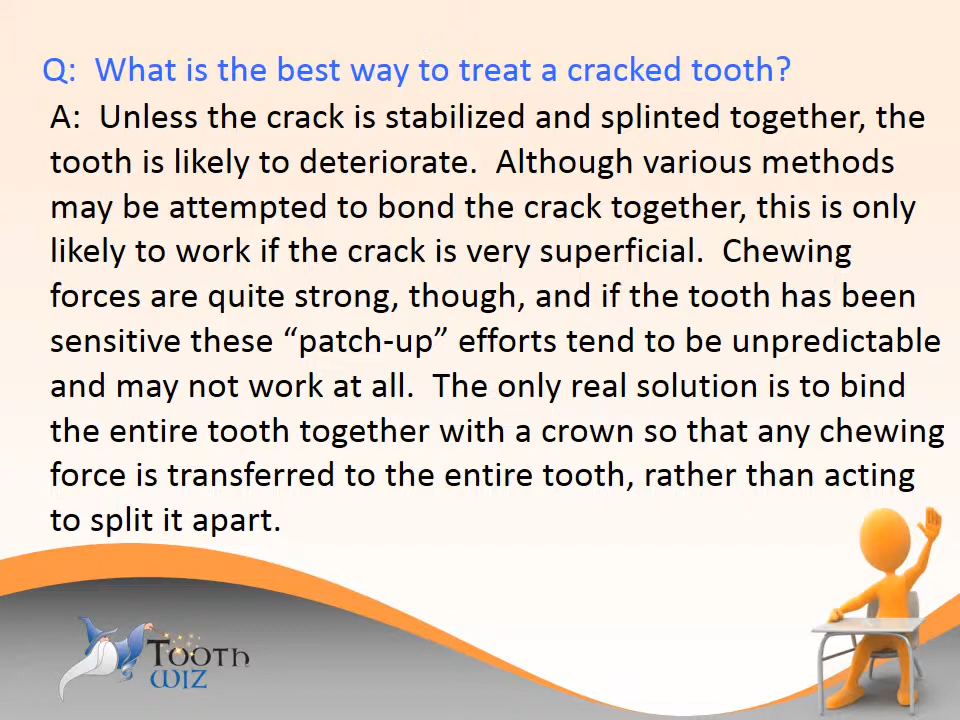 Q:  What is the best way to treat a cracked tooth?
A:  Unless the crack is stabilized and splinted together, the
tooth is likely to deteriorate.  Although various methods
may be attempted to bond the crack together, this is only
likely to work if the crack is very superficial.  Chewing
forces are quite strong, though, and if the tooth has been
sensitive these “patch-up” efforts tend to be unpredictable
and may not work at all.  The only real solution is to bind
the entire tooth together with a crown so that any chewing
force is transferred to the entire tooth, rather than acting
to split it apart.
Tooth
WIZ